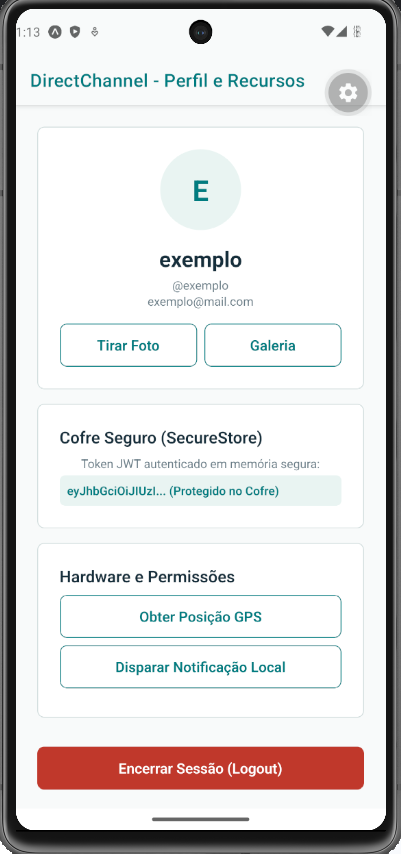 1:13
DirectChannel - Perfil e Recursos
E
exemplo
@exemplo
exemplo@mail.com
Tirar Foto
Galeria
Cofre Seguro (SecureStore)
Token JWT autenticado em memória segura:
eyJhbGciOiJIUzI... (Protegido no Cofre)
Hardware e Permissões
Obter Posição GPS
Disparar Notificação Local
Encerrar Sessão (Logout)